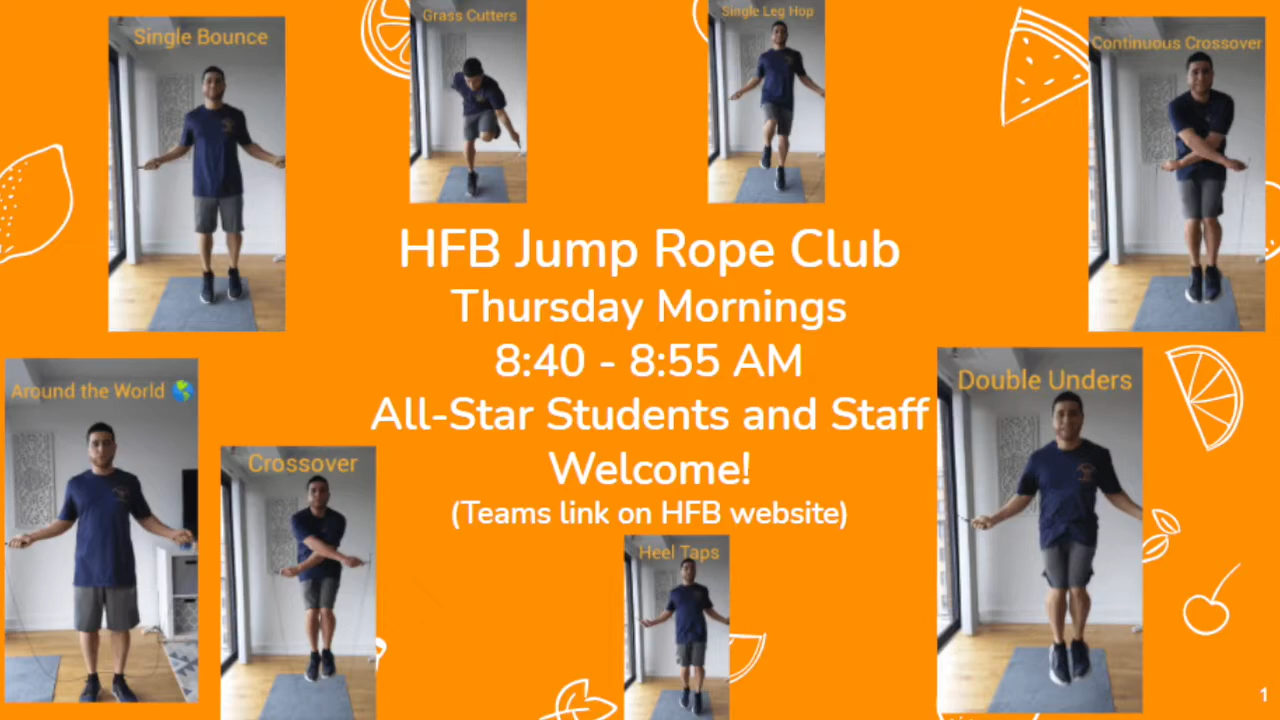 Single Bounce
Grass Cutters
Single Leg Hop
Continuous Crossover
HFB Jump Rope Club
Thursday Mornings
8:40 - 8:55 AM
All-Star Students and Staff
Welcome!
(Teams link on HFB website)
Around the World 🌎
Crossover
Heel Taps
Double Unders
1